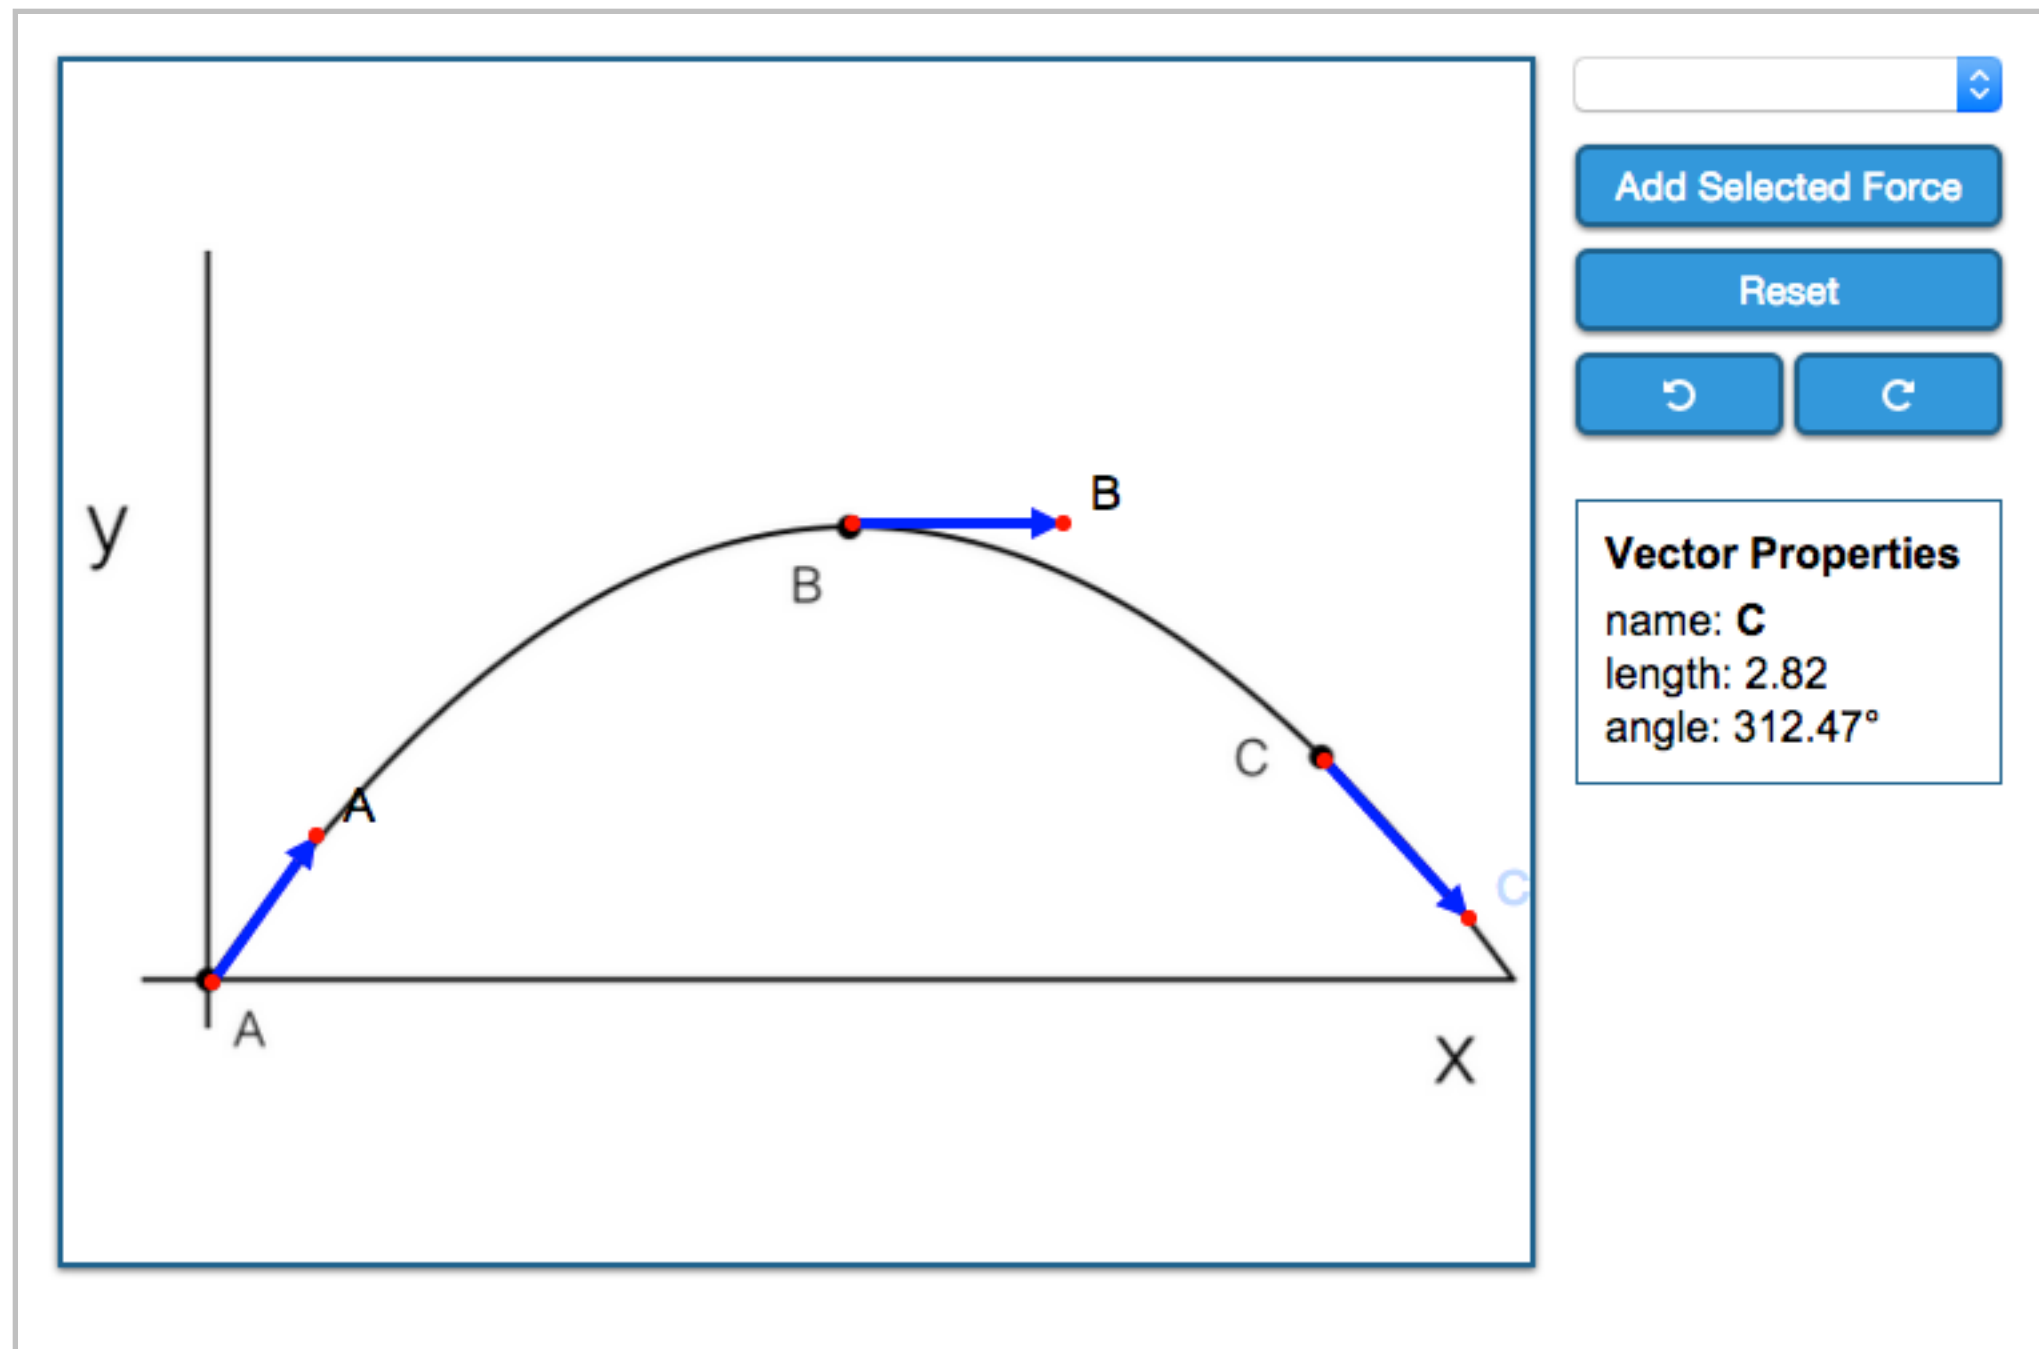 Add Selected Force
Reset
B
y
Vector Properties
B
name: C
length: 2.82
angle: 312.47°
C
A
C
A
X